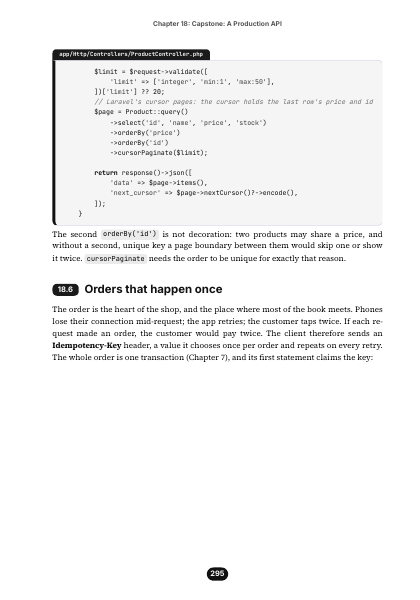 Chapter 18: Capstone: A Production API
app/Http/Controllers/ProductController.php
        $limit = $request->validate([
            'limit' => ['integer', 'min:1', 'max:50'],
        ])['limit'] ?? 20;
        // Laravel's cursor pages: the cursor holds the last row's price and id
        $page = Product::query()
            ->select('id', 'name', 'price', 'stock')
            ->orderBy('price')
            ->orderBy('id')
            ->cursorPaginate($limit);
        return response()->json([
            'data' => $page->items(),
            'next_cursor' => $page->nextCursor()?->encode(),
        ]);
    }
The second orderBy('id') is not decoration: two products may share a price, and
without a second, unique key a page boundary between them would skip one or show
it twice. cursorPaginate needs the order to be unique for exactly that reason.
18.6 Orders that happen once
The order is the heart of the shop, and the place where most of the book meets. Phones
lose their connection mid-request; the app retries; the customer taps twice. If each re-
quest made an order, the customer would pay twice. The client therefore sends an
Idempotency-Key header, a value it chooses once per order and repeats on every retry.
The whole order is one transaction (Chapter 7), and its first statement claims the key:
295